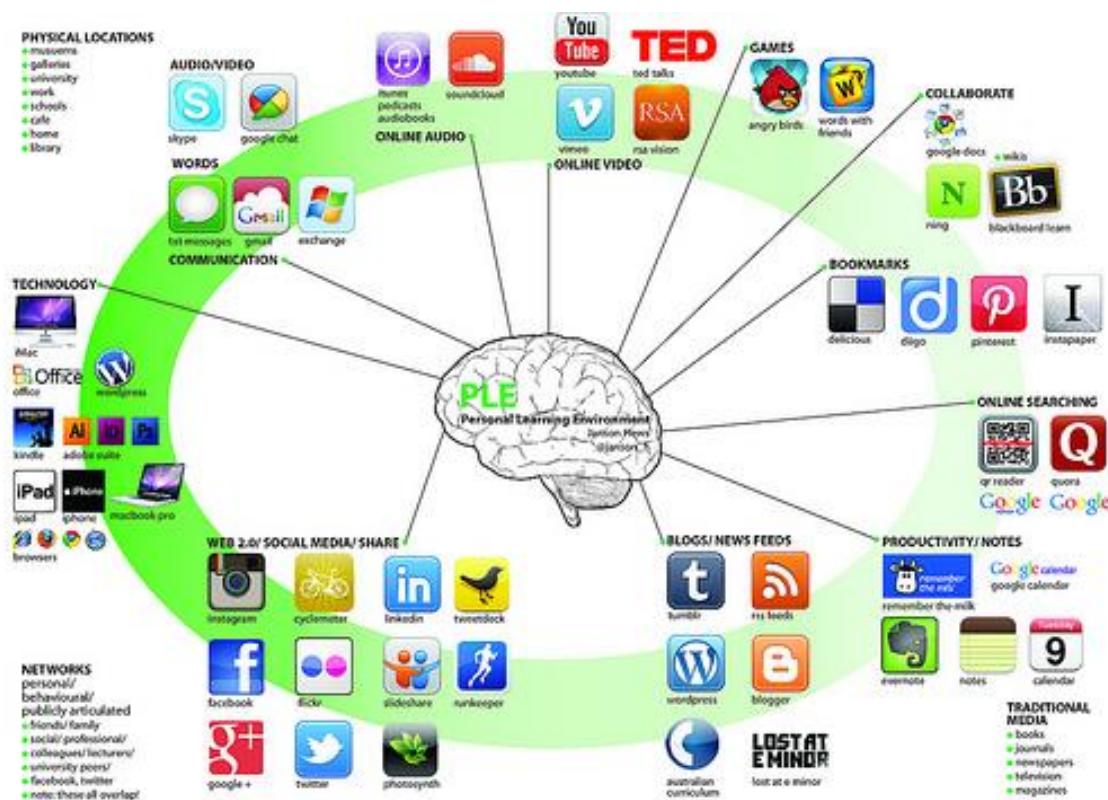 PHYSICAL LOCATIONS
musuems
galleries
university
work
schools
cafe
home
library
AUDIO/VIDEO
skype
google chat
WORDS
Gmail
txt messages
gmail
exchange
COMMUNICATION
itunes
podcasts
audiobooks
soundcloud
ONLINE AUDIO
You
Tube
TED
youtube
ted talks
RSA
vimeo
rsa vision
ONLINE VIDEO
GAMES
W
angry birds
words with
friends
COLLABORATE
google docs
wikis
N
Bb
ning
blackboard learn
BOOKMARKS
delicious
diigo
pinterest
instapaper
TECHNOLOGY
iMac
Office
office
wordpress
kindle
Ai
Ps
adobe suite
iPad
iPhone
ipad
iphone
macbook pro
browsers
PLE
Personal Learning Environment
ONLINE SEARCHING
qr reader
quora
Google
Google
WEB 2.0/ SOCIAL MEDIA/ SHARE
instagram
cyclemeter
in
linkedin
tweetdeck
facebook
flickr
slideshare
runkeeper
g+
google +
twitter
photosynth
BLOGS/ NEWS FEEDS
tumblr
rss feeds
wordpress
blogger
australian
curriculum
LOST AT
E MINOR
lost at e minor
PRODUCTIVITY/ NOTES
remember
the milk
Google calendar
google calendar
remember the milk
Tuesday
9
evernote
notes
calendar
NETWORKS
personal/
behavioural/
publicly articulated
friends/ family
social/ professional/
colleagues/ lecturers/
university peers/
facebook, twitter
note: these all overlap!
TRADITIONAL
MEDIA
books
journals
newspapers
television
magazines